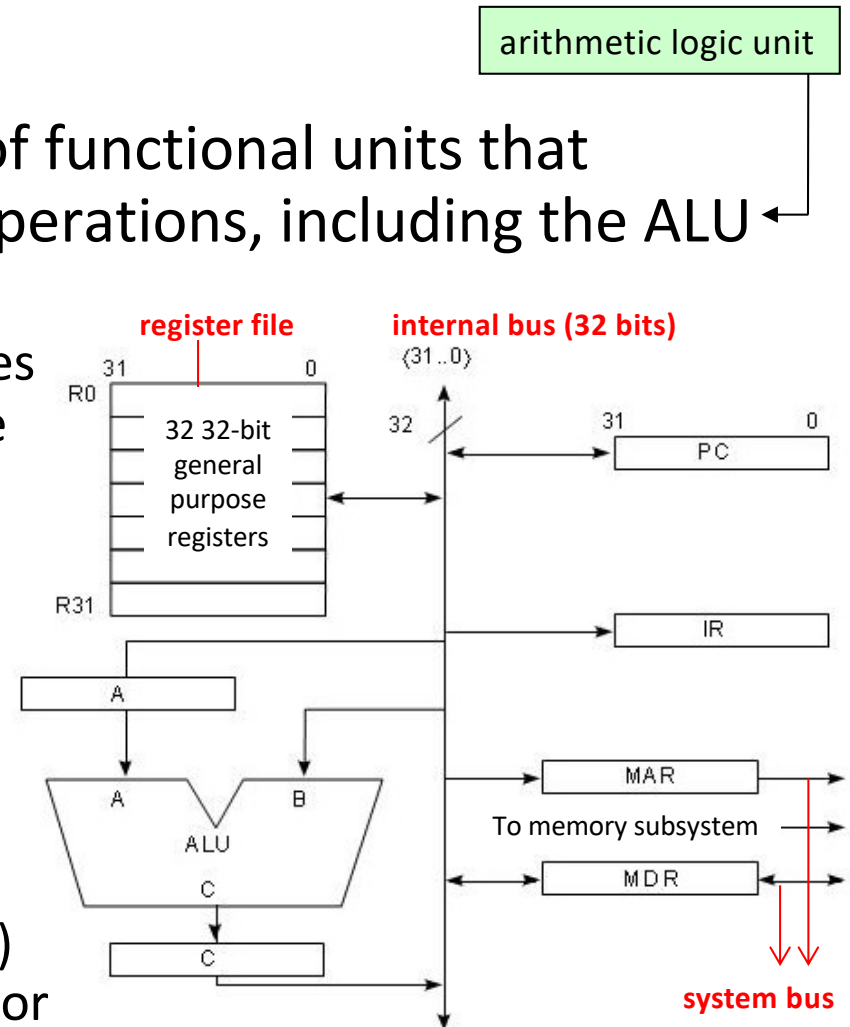 arithmetic logic unit
of functional units that
operations, including the ALU
register file
internal bus (32 bits)
es
e
31 0
⟨31..0⟩
R0
32 32-bit
general
purpose
registers
32
31 0
PC
R31
IR
A
A B
ALU
C
MAR
To memory subsystem
MDR
)
C
or
system bus